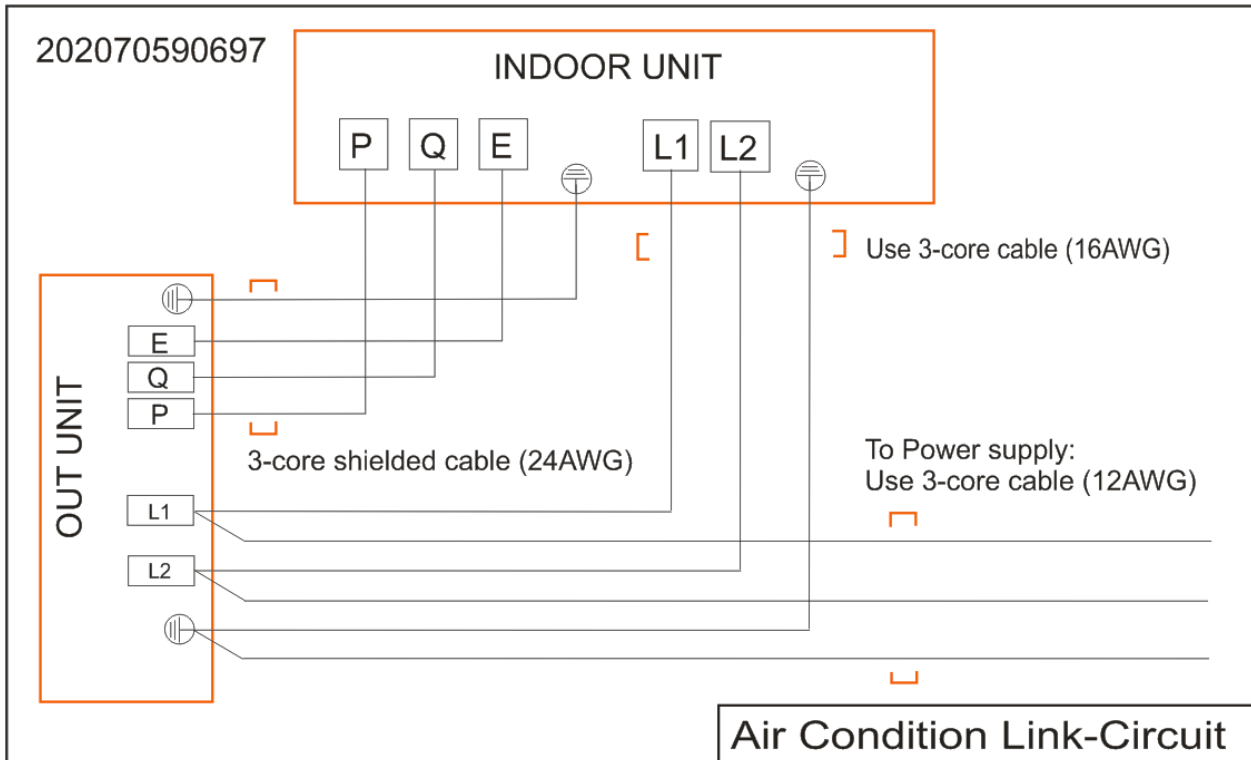 202070590697
INDOOR UNIT
P Q E L1 L2
Use 3-core cable (16AWG)
OUT UNIT
E
Q
P
3-core shielded cable (24AWG)
To Power supply:
Use 3-core cable (12AWG)
L1
L2
Air Condition Link-Circuit